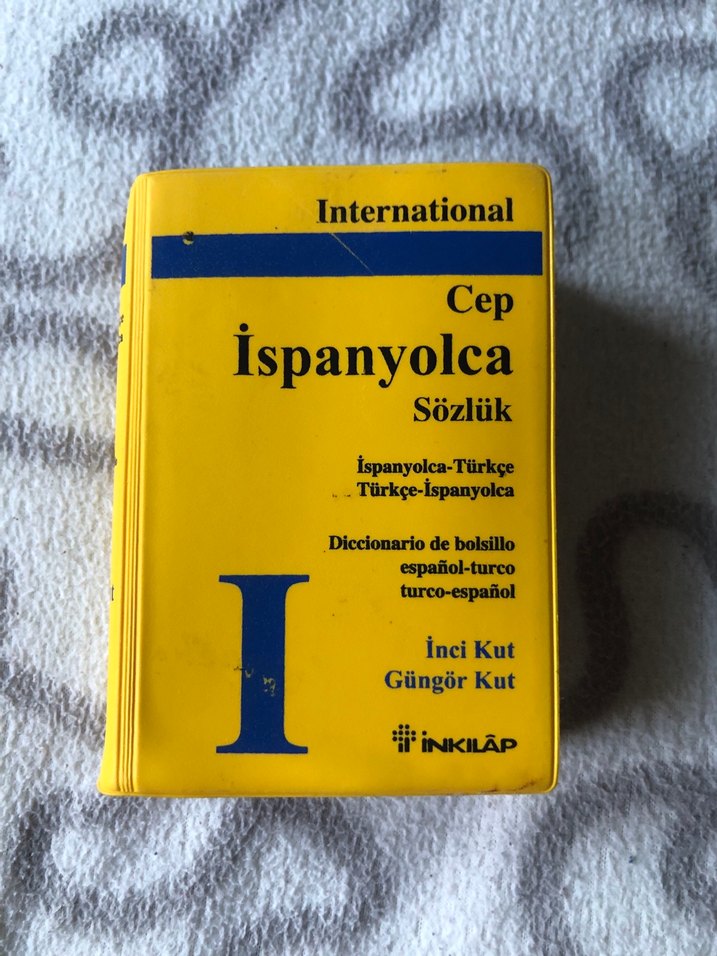 International
Cep
İspanyolca
Sözlük
İspanyolca-Türkçe
Türkçe-İspanyolca
Diccionario de bolsillo
español-turco
turco-español
I
İnci Kut
Güngör Kut
İNKILÂP